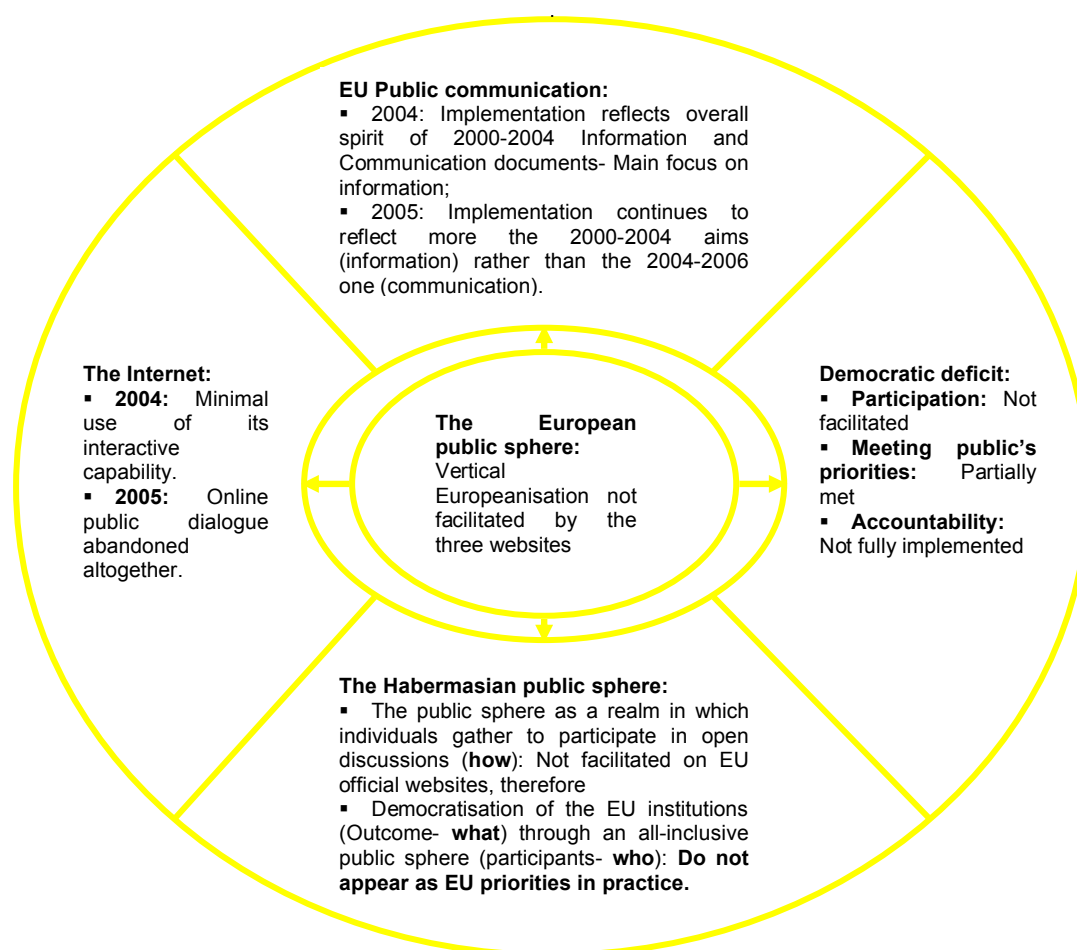 EU Public communication:
▪ 2004: Implementation reflects overall
spirit of 2000-2004 Information and
Communication documents- Main focus on
information;
▪ 2005: Implementation continues to
reflect more the 2000-2004 aims
(information) rather than the 2004-2006
one (communication).
The Internet:
▪ 2004: Minimal
use of its
interactive
capability.
▪ 2005: Online
public dialogue
abandoned
altogether.
The European
public sphere:
Vertical
Europeanisation not
facilitated by the
three websites
Democratic deficit:
▪ Participation: Not
facilitated
▪ Meeting public's
priorities: Partially
met
▪ Accountability:
Not fully implemented
The Habermasian public sphere:
▪ The public sphere as a realm in which
individuals gather to participate in open
discussions (how): Not facilitated on EU
official websites, therefore
▪ Democratisation of the EU institutions
(Outcome- what) through an all-inclusive
public sphere (participants- who): Do not
appear as EU priorities in practice.